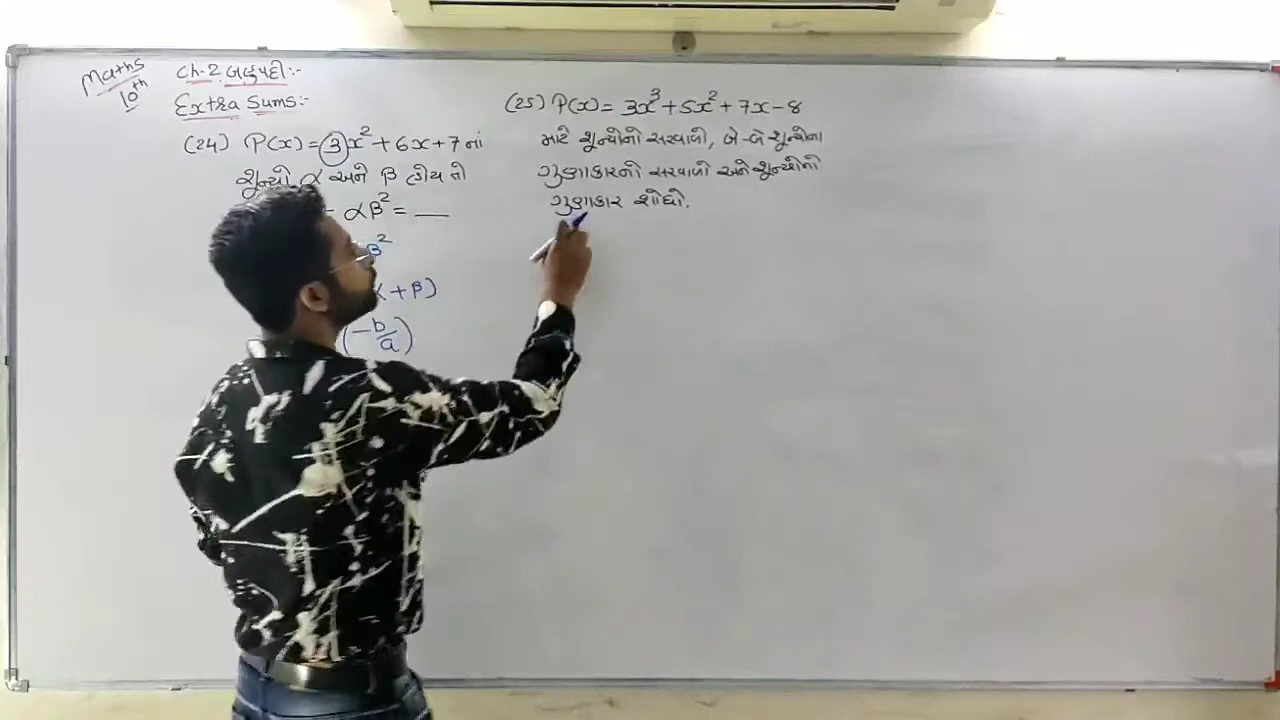 Maths
10th
Ch-2 બહુપદી:-
Extra Sums:-
(24) P(x) = 3x² + 6x + 7 નાં
શૂન્યો α અને β હોય તો
αβ² = __
β²
+ β)
(-b/a)
(25) P(x) = 3x³ + 5x² + 7x - 8
માટે શૂન્યોનો સરવાળો, બે-બે શૂન્યોના
ગુણાકારનો સરવાળો અને શૂન્યોનો
ગુણાકાર શોધો.